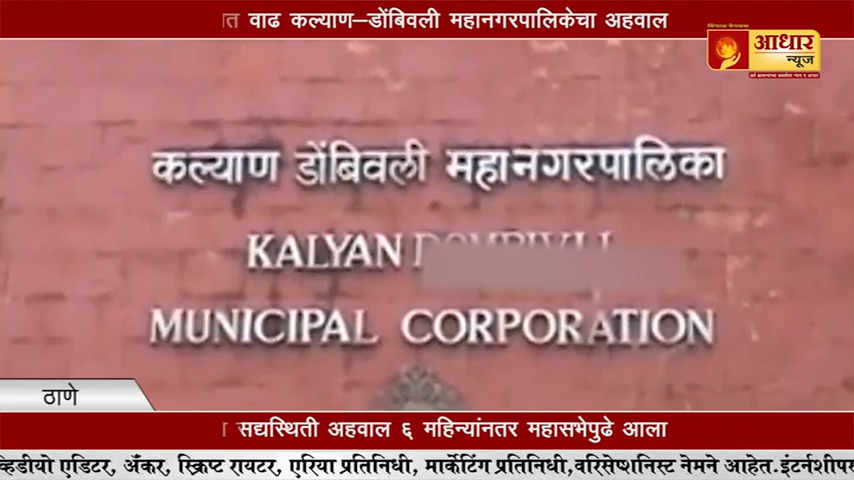 वाढ कल्याण–डोंबिवली महानगरपालिकेचा अहवाल
आधार
न्यूज
कल्याण डोंबिवली महानगरपालिका
KALYAN
MUNICIPAL CORPORATION
ठाणे
सद्यस्थिती अहवाल ६ महिन्यांनतर महासभेपुढे आला
व्हिडीयो एडिटर, अँकर, स्क्रिप्ट रायटर, एरिया प्रतिनिधी, मार्केटिंग प्रतिनिधी,वरिसेप्शनिस्ट नेमने आहेत.इंटर्नशीपस